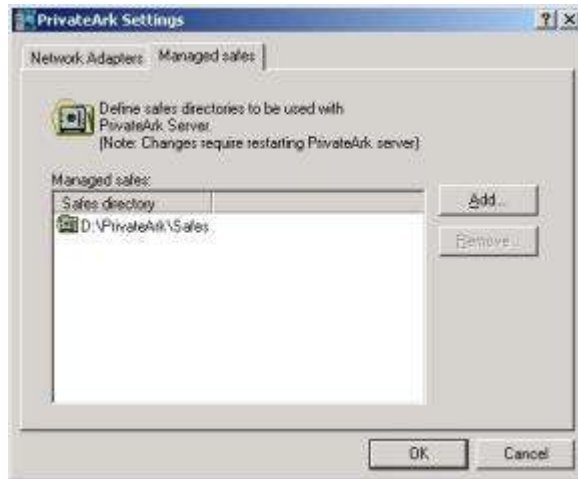 PrivateArk Settings
Network Adapters Managed safes
Define safes directories to be used with
PrivateArk Server.
(Note: Changes require restarting PrivateArk server)
Managed safes:
Safes directory
D:\PrivateArk\Safes
Add...
Remove...
OK Cancel